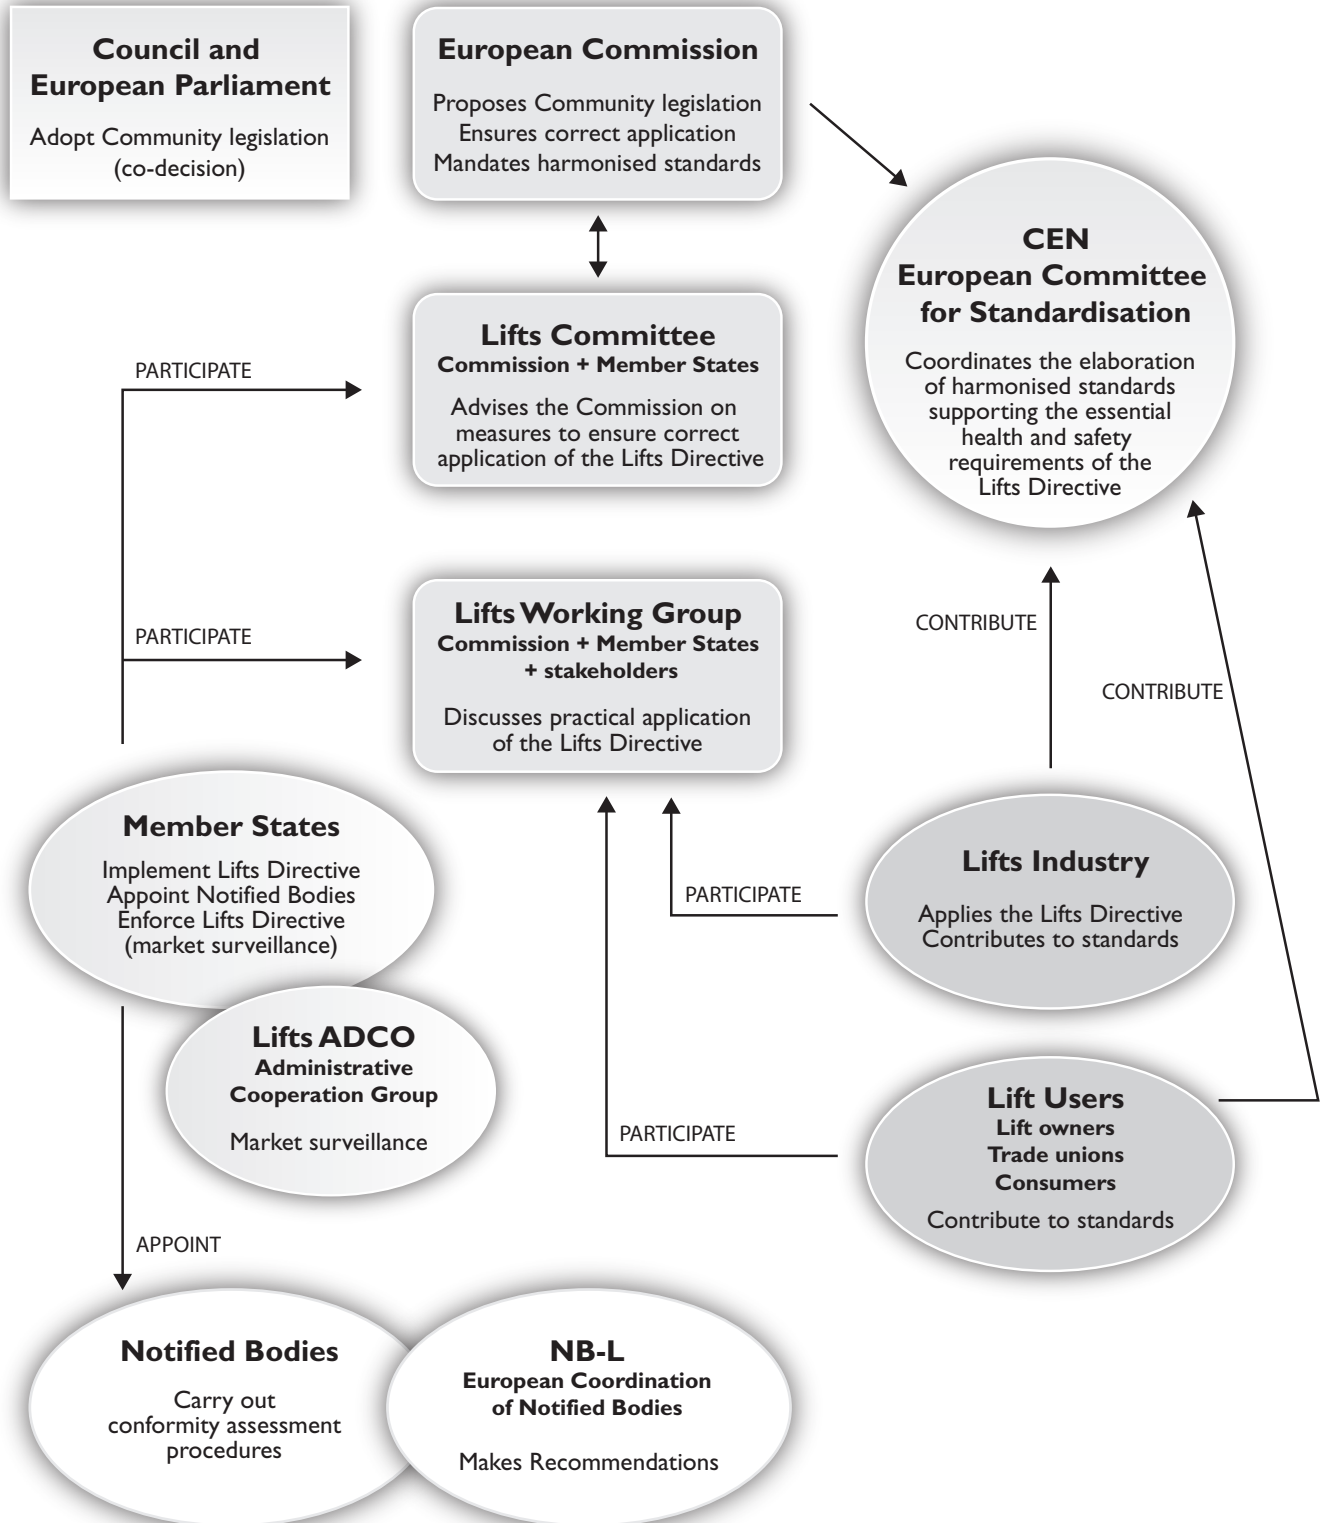 Council and
European Parliament
Adopt Community legislation
(co-decision)
European Commission
Proposes Community legislation
Ensures correct application
Mandates harmonised standards
CEN
European Committee
for Standardisation
Coordinates the elaboration
of harmonised standards
supporting the essential
health and safety
requirements of the
Lifts Directive
Lifts Committee
Commission + Member States
Advises the Commission on
measures to ensure correct
application of the Lifts Directive
PARTICIPATE
PARTICIPATE
Lifts Working Group
Commission + Member States
+ stakeholders
Discusses practical application
of the Lifts Directive
CONTRIBUTE
CONTRIBUTE
Member States
Implement Lifts Directive
Appoint Notified Bodies
Enforce Lifts Directive
(market surveillance)
PARTICIPATE
Lifts Industry
Applies the Lifts Directive
Contributes to standards
Lifts ADCO
Administrative
Cooperation Group
Market surveillance
PARTICIPATE
Lift Users
Lift owners
Trade unions
Consumers
Contribute to standards
APPOINT
Notified Bodies
Carry out
conformity assessment
procedures
NB-L
European Coordination
of Notified Bodies
Makes Recommendations